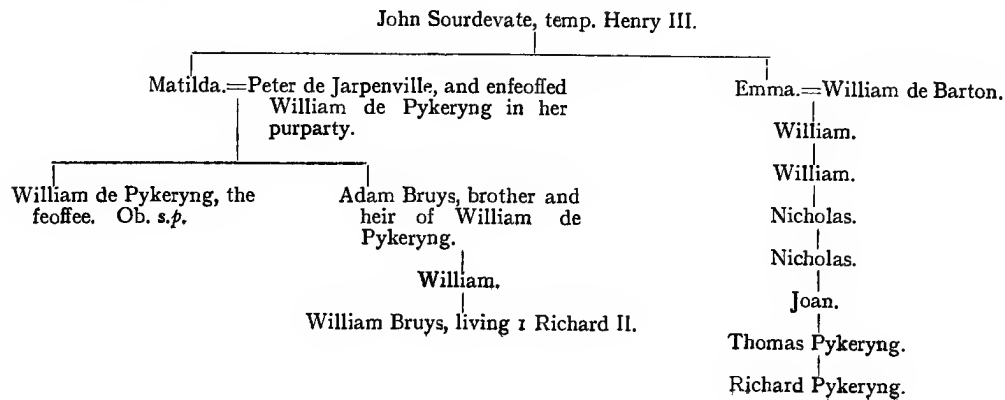 John Sourdevate, temp. Henry III.
Matilda.=Peter de Jarpenville, and enfeoffed
William de Pykeryng in her
purparty.
Emma.=William de Barton.
William.
William.
Nicholas.
Nicholas.
Joan.
Thomas Pykeryng.
Richard Pykeryng.
William de Pykeryng, the
feoffee. Ob. s.p.
Adam Bruys, brother and
heir of William de
Pykeryng.
William.
William Bruys, living 1 Richard II.